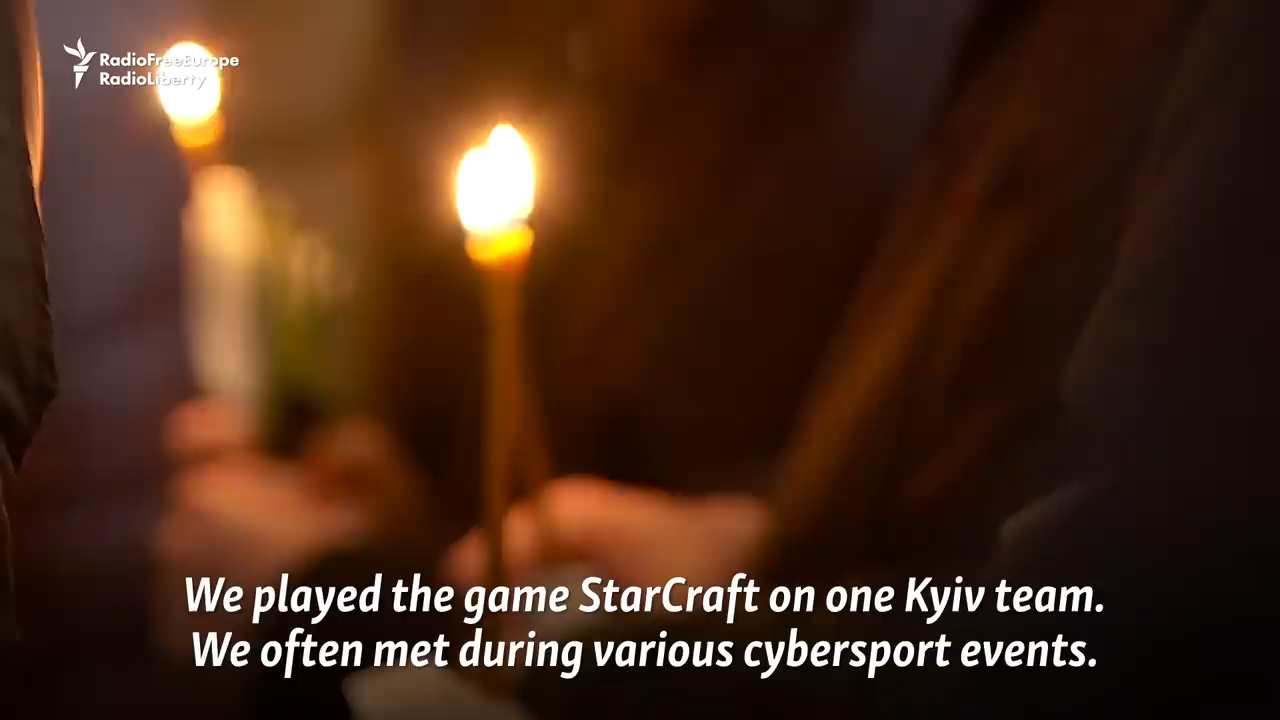 RadioFreeEurope
RadioLiberty
We played the game StarCraft on one Kyiv team.
We often met during various cybersport events.